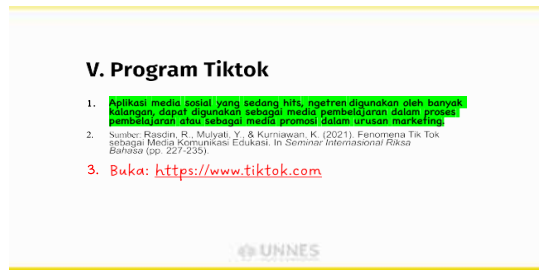 V. Program Tiktok
1. Aplikasi media sosial yang sedang hits, ngetren digunakan oleh banyak
kalangan, dapat digunakan sebagai media pembelajaran dalam proses
pembelajaran atau sebagai media promosi dalam urusan marketing.
2. Sumber: Rasdin, R., Mulyati, Y., & Kurniawan, K. (2021). Fenomena Tik Tok
sebagai Media Komunikasi Edukasi. In Seminar Internasional Riksa
Bahasa (pp. 227-235).
3. Buka: https://www.tiktok.com
UNNES